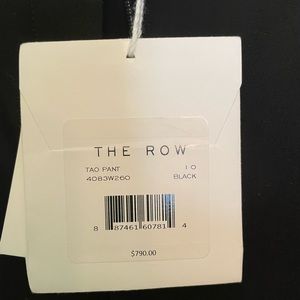 THE ROW
TAO PANT 10
4083W260 BLACK
8 87461 60781 4
$790.00